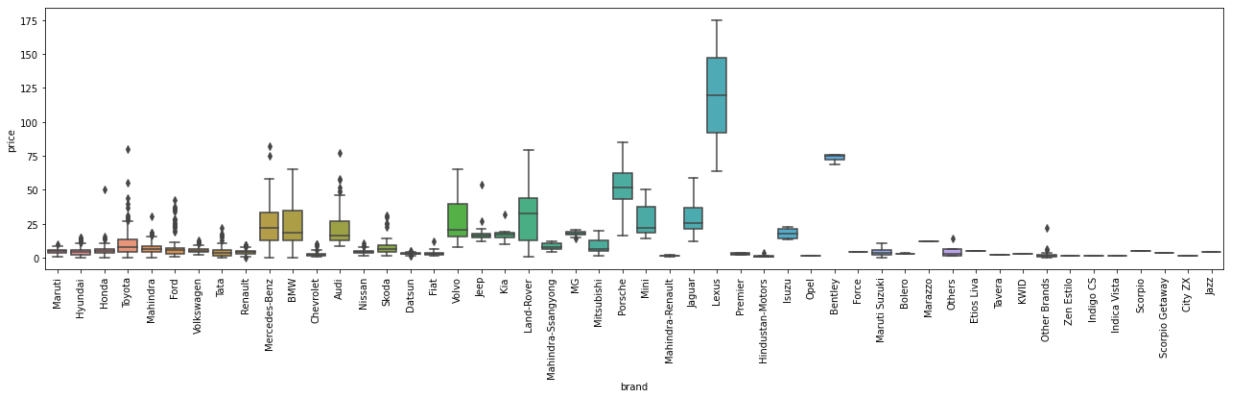 175
150
125
100
75
50
25
0
price
Maruti
Hyundai
Honda
Toyota
Mahindra
Ford
Volkswagen
Tata
Renault
Mercedes-Benz
BMW
Chevrolet
Audi
Nissan
Skoda
Datsun
Fiat
Volvo
Jeep
Kia
Land-Rover
Mahindra-Ssangyong
MG
Mitsubishi
Porsche
Mini
Mahindra-Renault
Jaguar
Lexus
Premier
Hindustan-Motors
Isuzu
Opel
Bentley
Force
Maruti Suzuki
Bolero
Marazzo
Others
Etios Liva
Tavera
KWID
Other Brands
Zen Estilo
Indigo CS
Indica Vista
Scorpio
Scorpio Getaway
City ZX
Jazz
brand